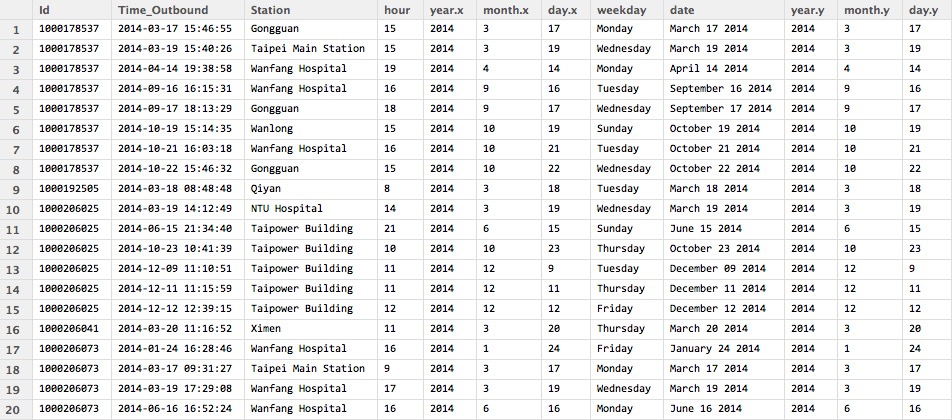 Id Time_Outbound Station hour year.x month.x day.x weekday date year.y month.y day.y
1 1000178537 2014-03-17 15:46:55 Gongguan 15 2014 3 17 Monday March 17 2014 2014 3 17
2 1000178537 2014-03-19 15:40:26 Taipei Main Station 15 2014 3 19 Wednesday March 19 2014 2014 3 19
3 1000178537 2014-04-14 19:38:58 Wanfang Hospital 19 2014 4 14 Monday April 14 2014 2014 4 14
4 1000178537 2014-09-16 16:15:31 Wanfang Hospital 16 2014 9 16 Tuesday September 16 2014 2014 9 16
5 1000178537 2014-09-17 18:13:29 Gongguan 18 2014 9 17 Wednesday September 17 2014 2014 9 17
6 1000178537 2014-10-19 15:14:35 Wanlong 15 2014 10 19 Sunday October 19 2014 2014 10 19
7 1000178537 2014-10-21 16:03:18 Wanfang Hospital 16 2014 10 21 Tuesday October 21 2014 2014 10 21
8 1000178537 2014-10-22 15:46:32 Gongguan 15 2014 10 22 Wednesday October 22 2014 2014 10 22
9 1000192505 2014-03-18 08:48:48 Qiyan 8 2014 3 18 Tuesday March 18 2014 2014 3 18
10 1000206025 2014-03-19 14:12:49 NTU Hospital 14 2014 3 19 Wednesday March 19 2014 2014 3 19
11 1000206025 2014-06-15 21:34:40 Taipower Building 21 2014 6 15 Sunday June 15 2014 2014 6 15
12 1000206025 2014-10-23 10:41:39 Taipower Building 10 2014 10 23 Thursday October 23 2014 2014 10 23
13 1000206025 2014-12-09 11:10:51 Taipower Building 11 2014 12 9 Tuesday December 09 2014 2014 12 9
14 1000206025 2014-12-11 11:15:59 Taipower Building 11 2014 12 11 Thursday December 11 2014 2014 12 11
15 1000206025 2014-12-12 12:39:15 Taipower Building 12 2014 12 12 Friday December 12 2014 2014 12 12
16 1000206041 2014-03-20 11:16:52 Ximen 11 2014 3 20 Thursday March 20 2014 2014 3 20
17 1000206073 2014-01-24 16:28:46 Wanfang Hospital 16 2014 1 24 Friday January 24 2014 2014 1 24
18 1000206073 2014-03-17 09:31:27 Taipei Main Station 9 2014 3 17 Monday March 17 2014 2014 3 17
19 1000206073 2014-03-19 17:29:08 Wanfang Hospital 17 2014 3 19 Wednesday March 19 2014 2014 3 19
20 1000206073 2014-06-16 16:52:24 Wanfang Hospital 16 2014 6 16 Monday June 16 2014 2014 6 16